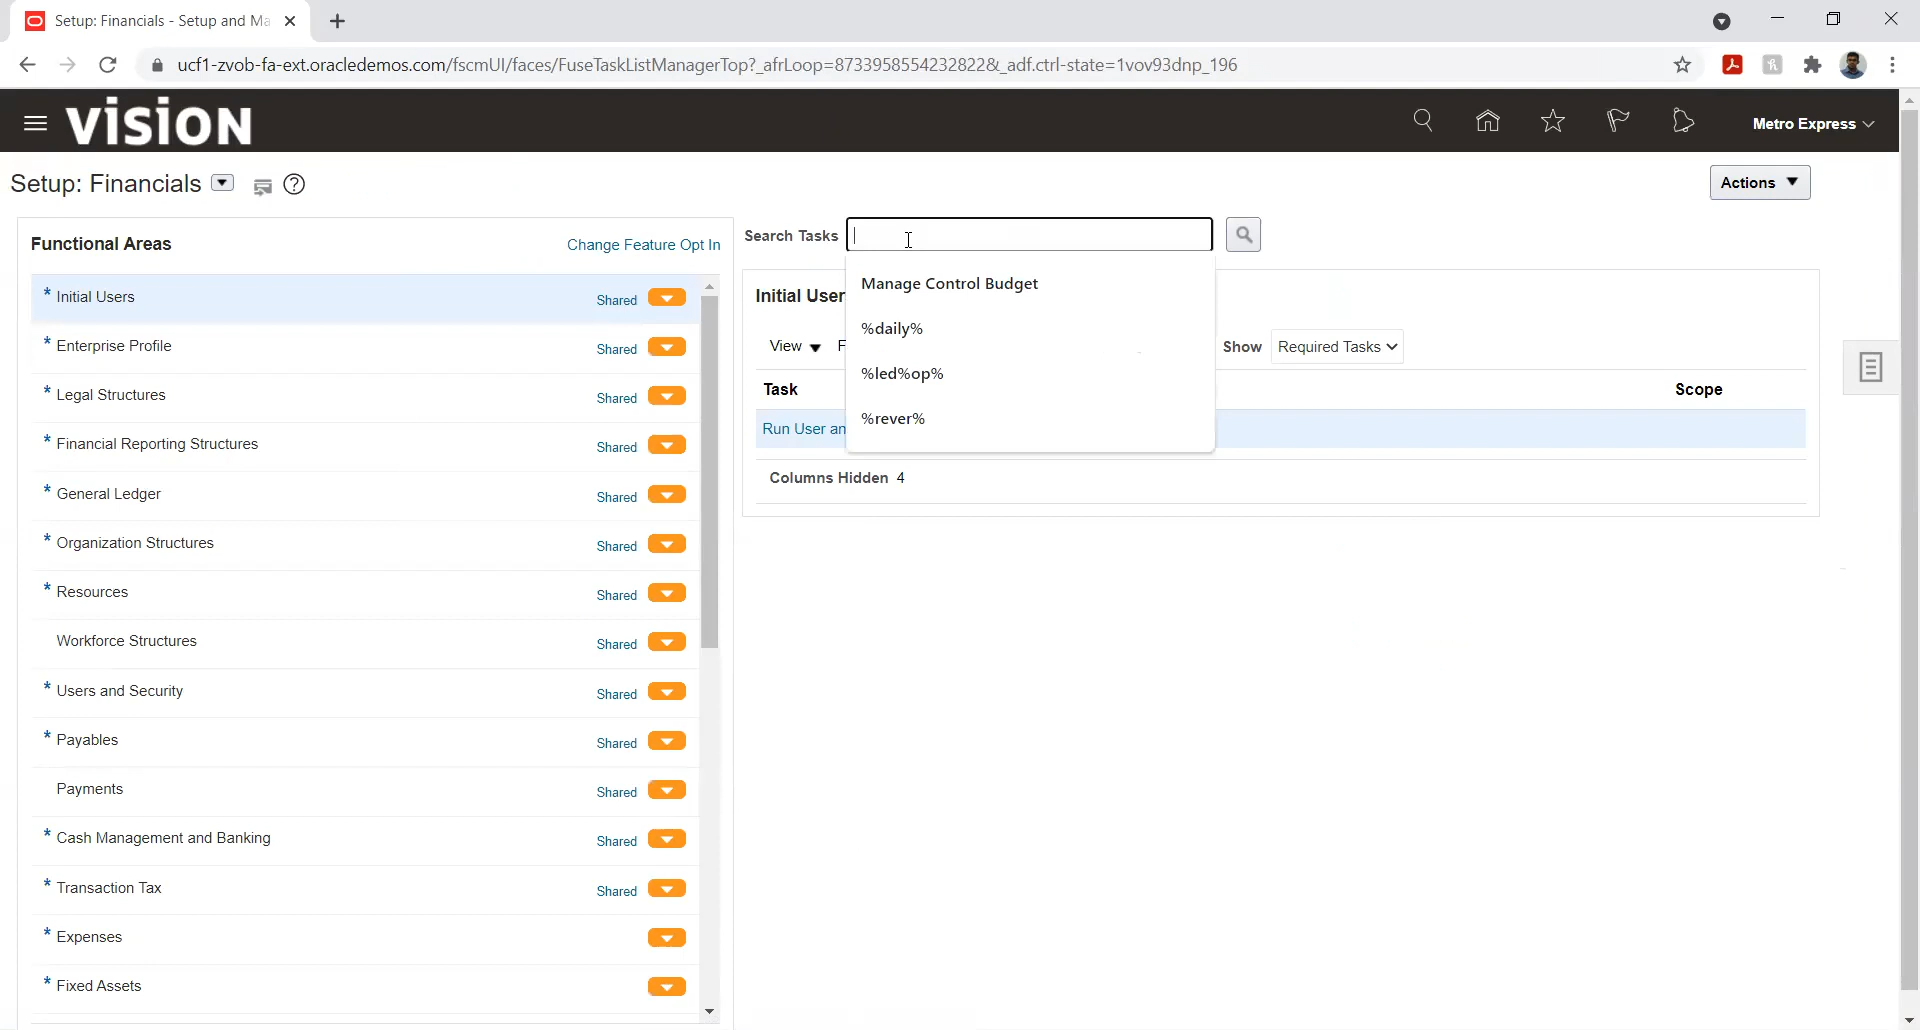 Setup: Financials - Setup and Ma
ucf1-zvob-fa-ext.oracledemos.com/fscmUI/faces/FuseTaskListManagerTop?_afrLoop=87339585542328222&_adf.ctrl-state=1vov93dnp_196
vision
Metro Express
Setup: Financials
Actions
Functional Areas
Change Feature Opt In
Search Tasks
* Initial Users Shared
* Enterprise Profile Shared
* Legal Structures Shared
* Financial Reporting Structures Shared
* General Ledger Shared
* Organization Structures Shared
* Resources Shared
Workforce Structures Shared
* Users and Security Shared
* Payables Shared
Payments Shared
* Cash Management and Banking Shared
* Transaction Tax Shared
* Expenses
* Fixed Assets
Manage Control Budget
%daily%
%led%op%
%rever%
Initial User
View F
Show Required Tasks
Task Scope
Run User an
Columns Hidden 4